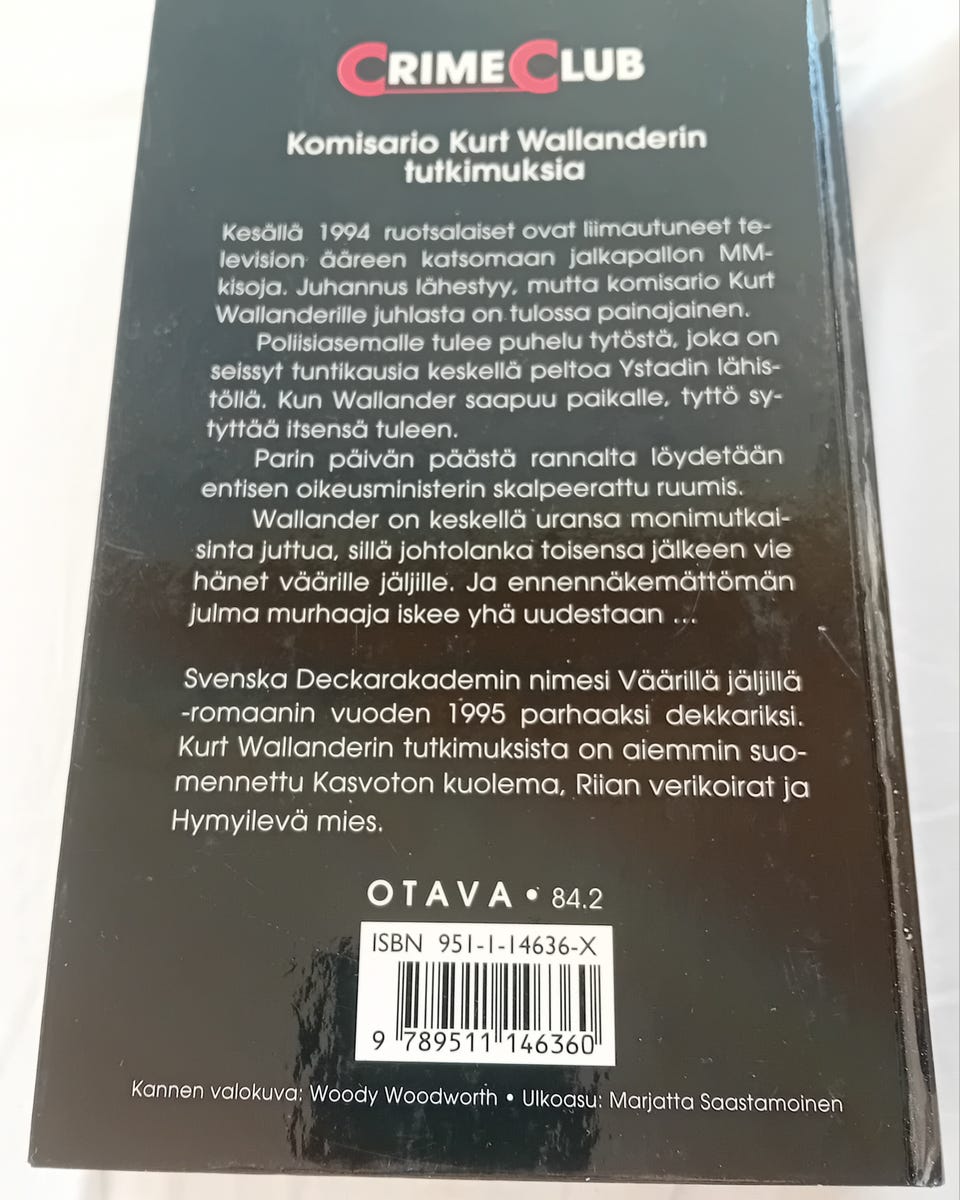 CRIMECLUB
Komisario Kurt Wallanderin
tutkimuksia
Kesällä 1994 ruotsalaiset ovat liimautuneet te-
levision ääreen katsomaan jalkapallon MM-
kisoja. Juhannus lähestyy, mutta komisario Kurt
Wallanderille juhlasta on tulossa painajainen.
Poliisiasemalle tulee puhelu tytöstä, joka on
seissyt tuntikausia keskellä peltoa Ystadin lähis-
töllä. Kun Wallander saapuu paikalle, tyttö sy-
tyttää itsensä tuleen.
Parin päivän päästä rannalta löydetään
entisen oikeusministerin skalpeerattu ruumis.
Wallander on keskellä uransa monimutkai-
sinta juttua, sillä johtolanka toisensa jälkeen vie
hänet väärille jäljille. Ja ennennäkemättömän
julma murhaaja iskee yhä uudestaan ...
Svenska Deckarakademin nimesi Väärillä jäljillä
-romaanin vuoden 1995 parhaaksi dekkariksi.
Kurt Wallanderin tutkimuksista on aiemmin suo-
mennettu Kasvoton kuolema, Riian verikoirat ja
Hymyilevä mies.
OTAVA • 84.2
ISBN 951-1-14636-X
9 789511 146360
Kannen valokuva: Woody Woodworth • Ulkoasu: Marjatta Saastamoinen